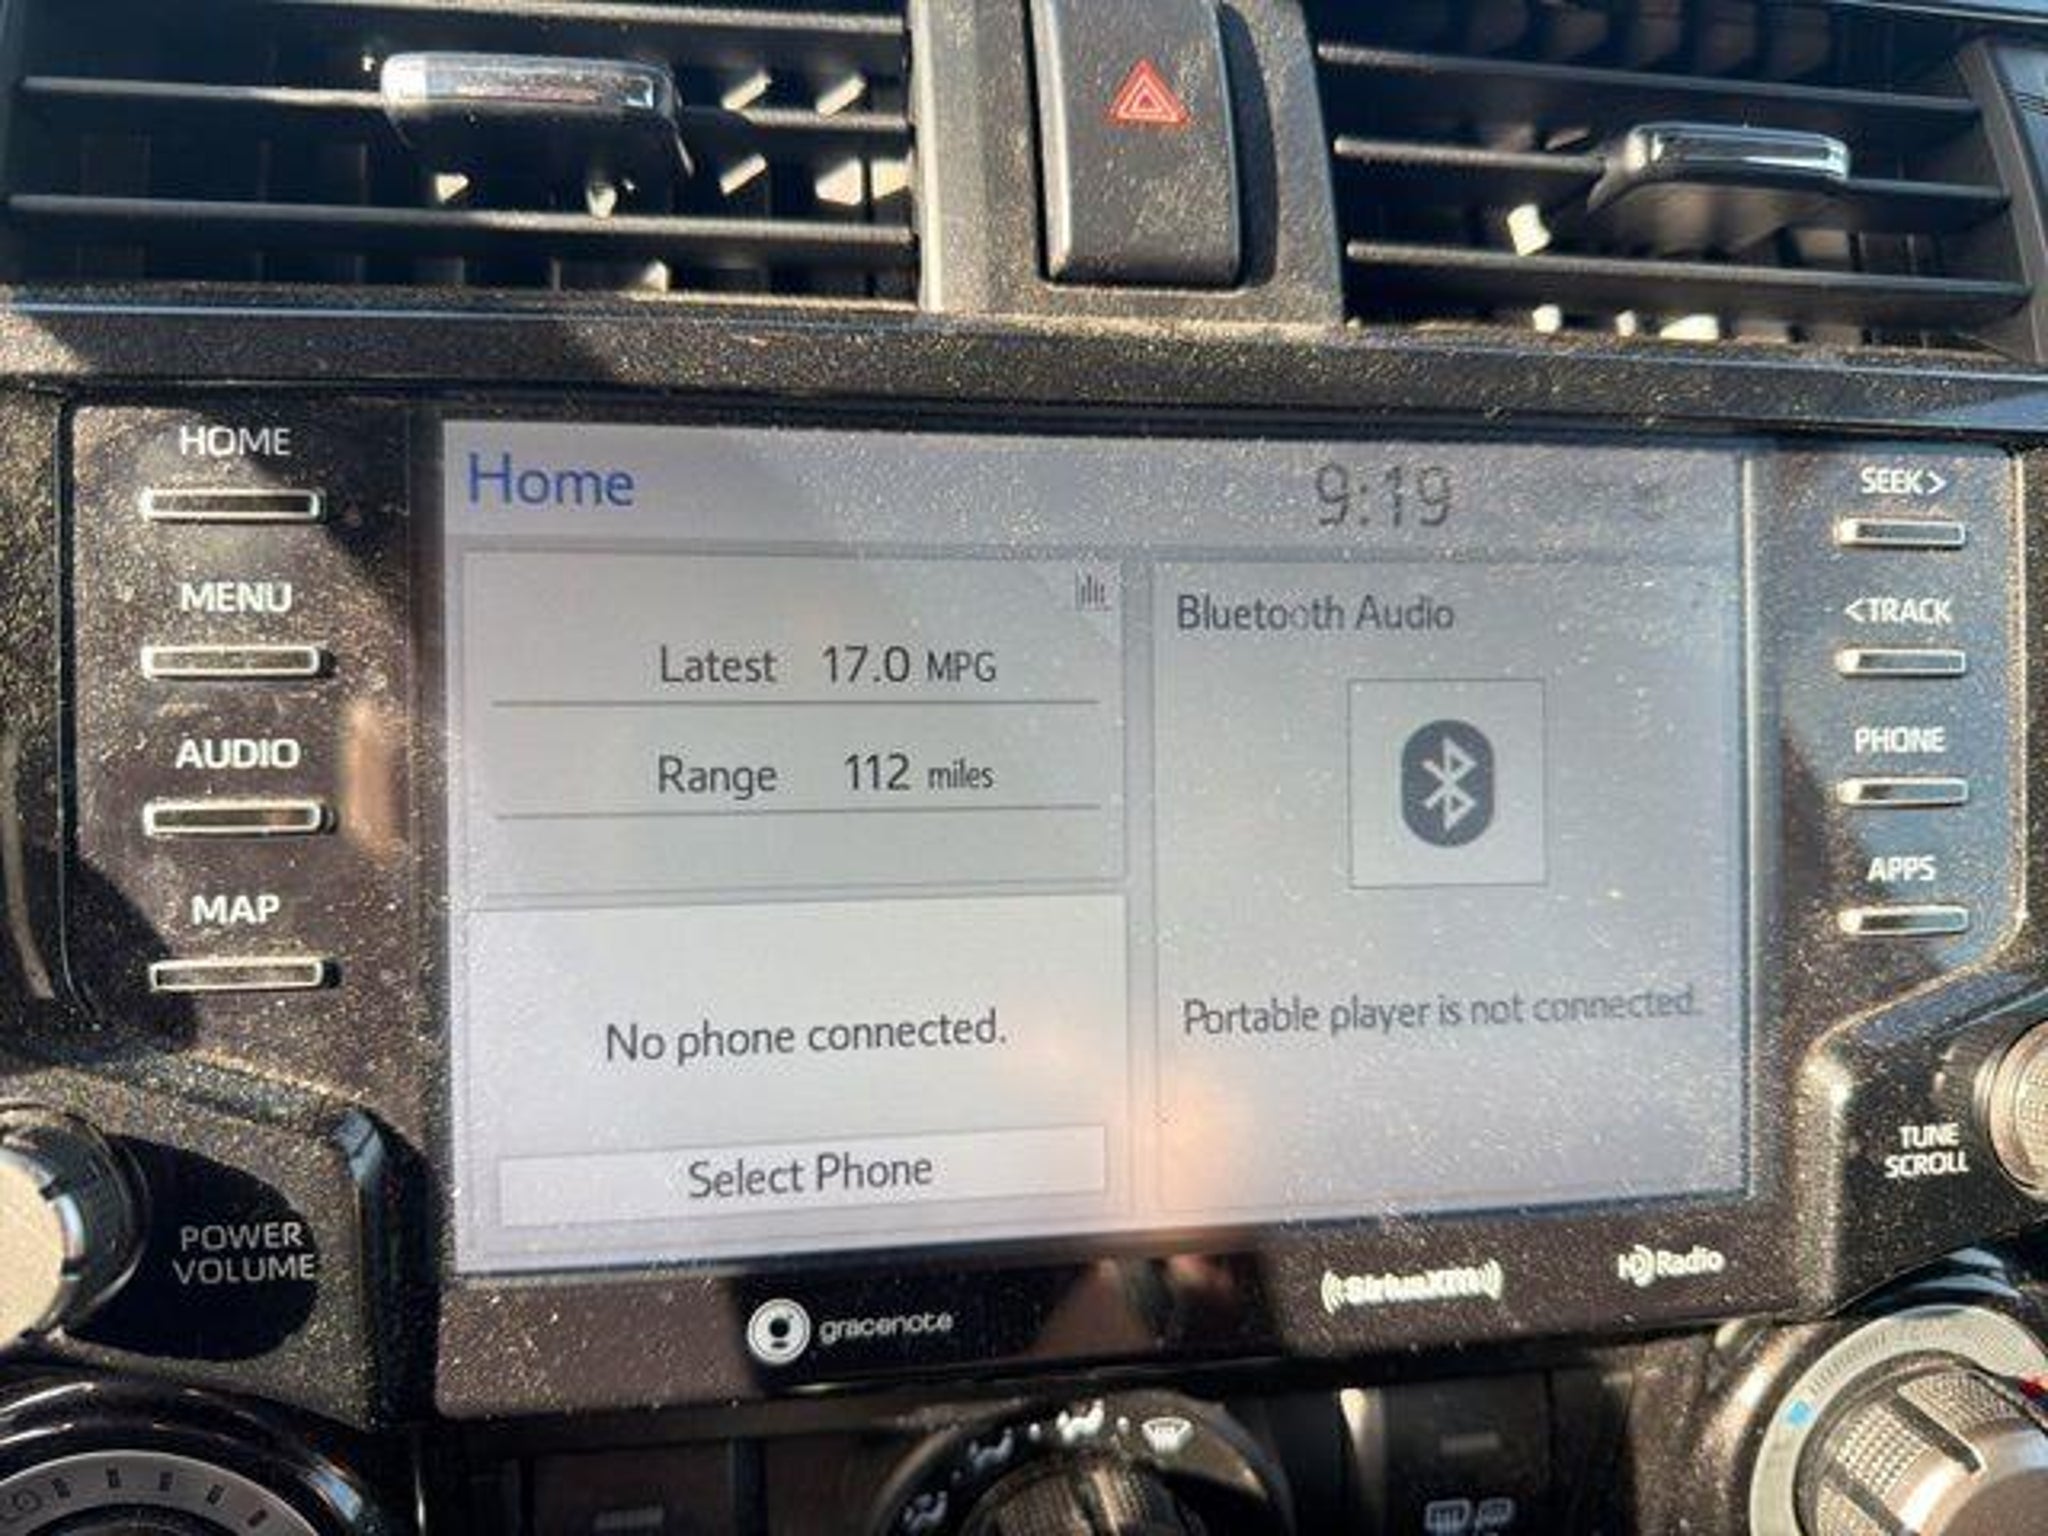 HOME
MENU
AUDIO
MAP
POWER
VOLUME
Home
9:19
Latest 17.0 MPG
Range 112 miles
No phone connected.
Select Phone
Bluetooth Audio
Portable player is not connected.
SEEK >
< TRACK
PHONE
APPS
TUNE
SCROLL
gracenote
SiriusXM
HD Radio